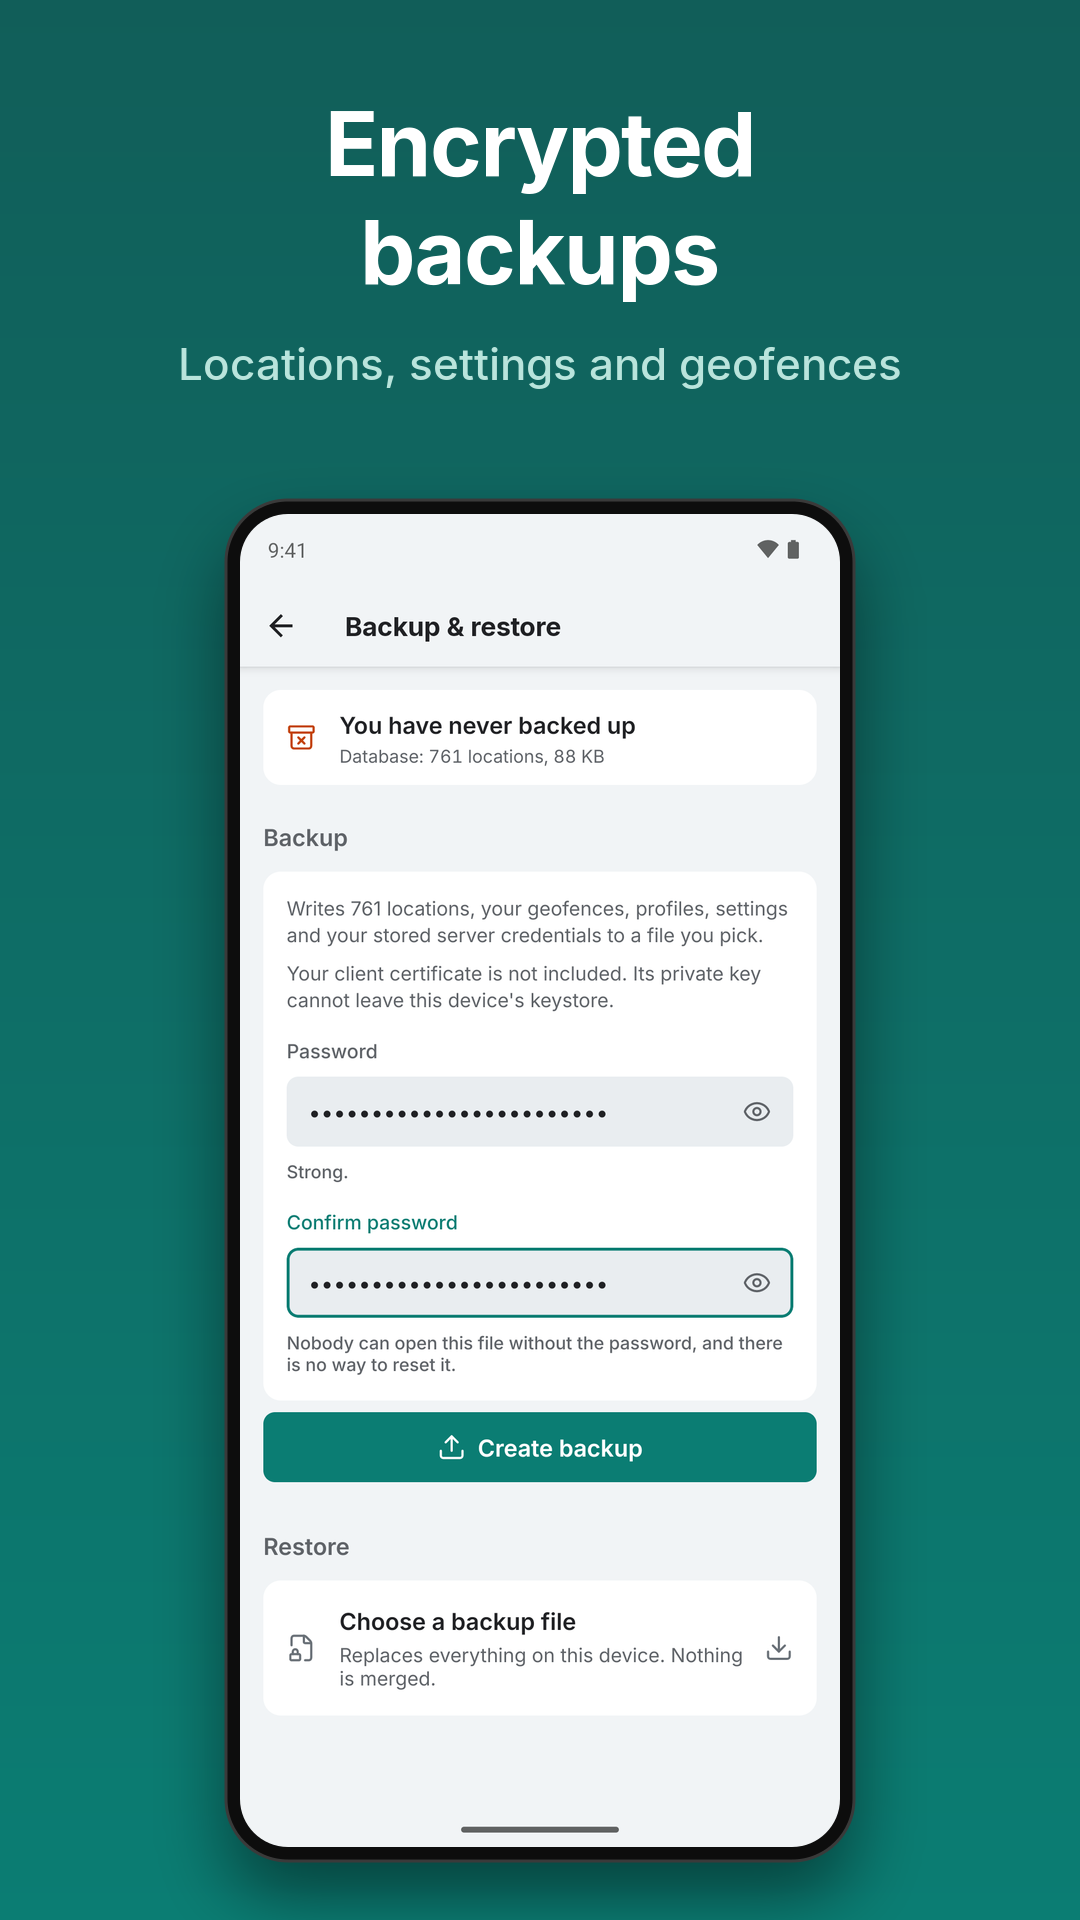 Encrypted
backups
Locations, settings and geofences
9:41
Backup & restore
You have never backed up
Database: 761 locations, 88 KB
Backup
Writes 761 locations, your geofences, profiles, settings
and your stored server credentials to a file you pick.
Your client certificate is not included. Its private key
cannot leave this device's keystore.
Password
••••••••••••••••••••••••
Strong.
Confirm password
••••••••••••••••••••••••
Nobody can open this file without the password, and there
is no way to reset it.
Create backup
Restore
Choose a backup file
Replaces everything on this device. Nothing
is merged.